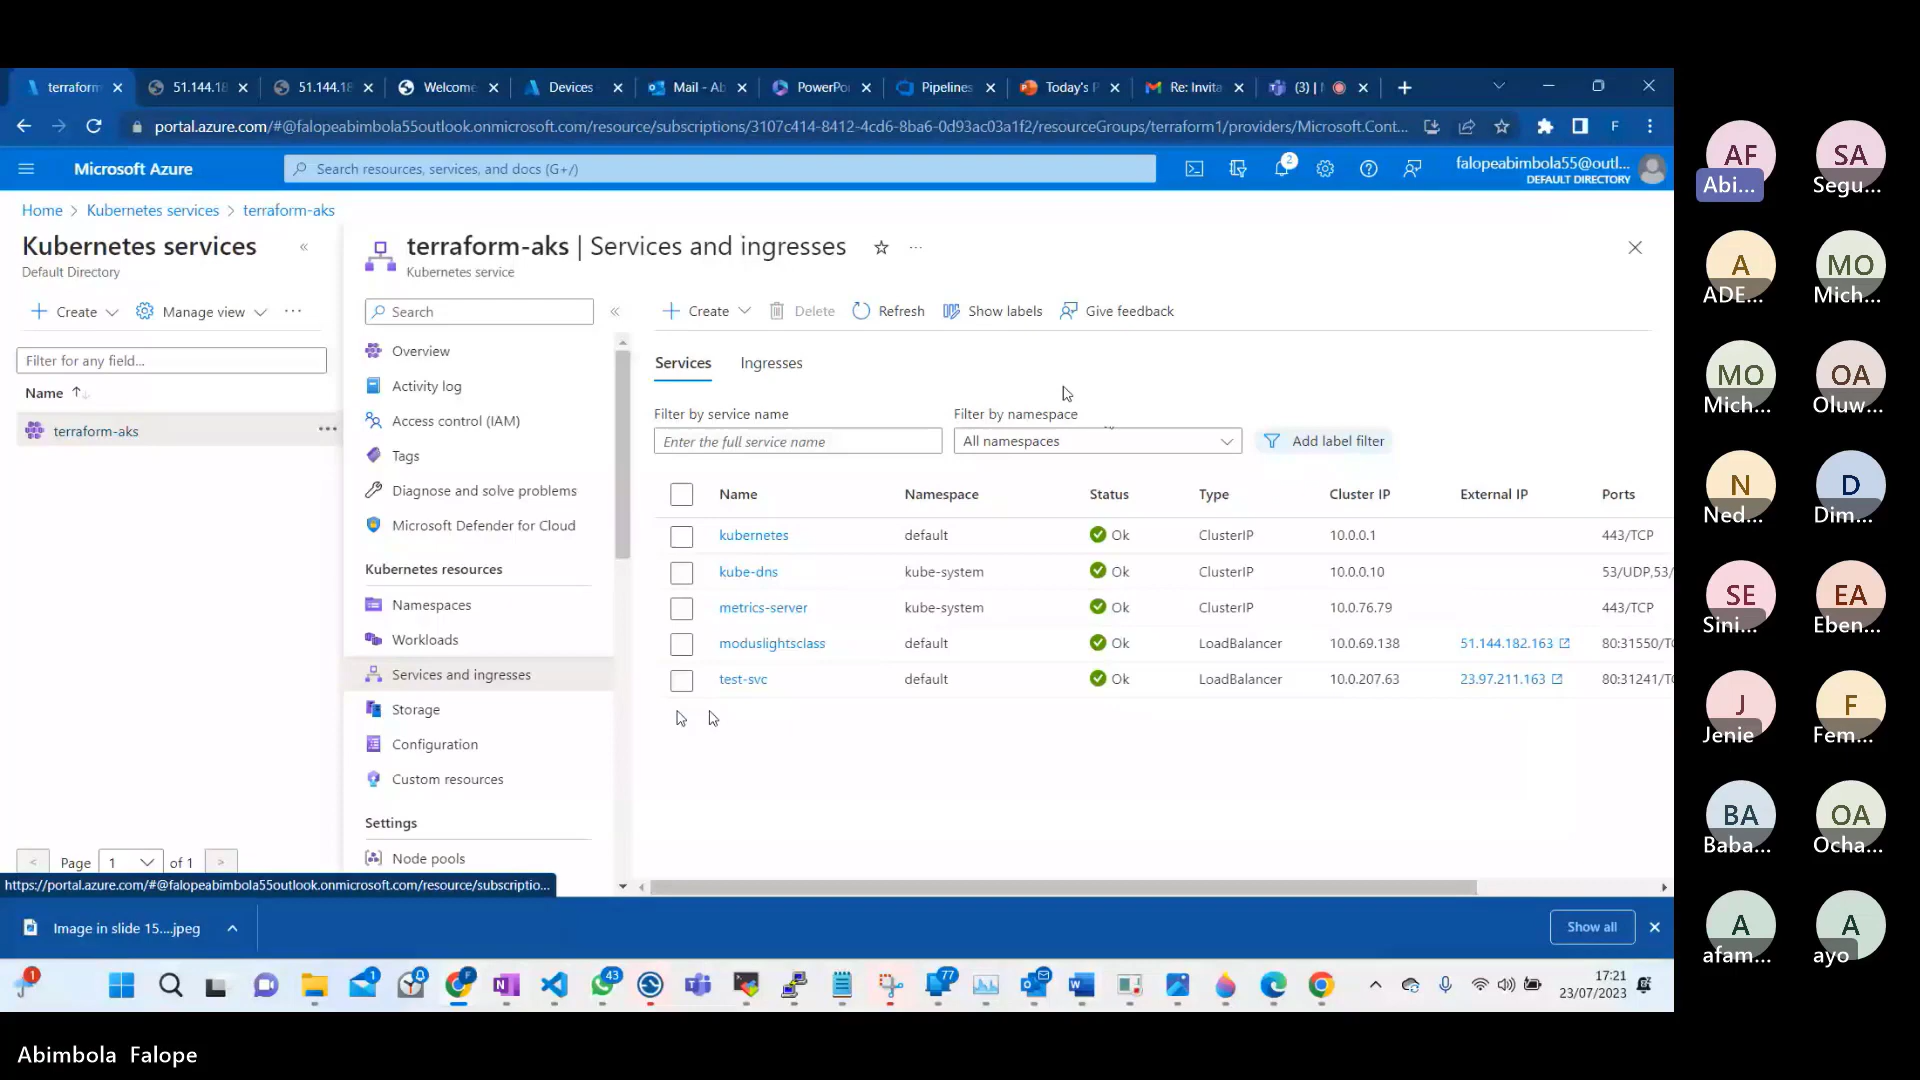 terraform
51.144.18
51.144.18
Welcome
Devices
Mail - Ab
PowerPoi
Pipelines
Today's P
Re: Invita
(3) |
portal.azure.com/#@falopeabimbola55outlook.onmicrosoft.com/resource/subscriptions/3107c414-8412-4cd6-8ba6-0d93ac03a1f2/resourceGroups/terraform1/providers/Microsoft.Cont...
F
Microsoft Azure
Search resources, services, and docs (G+/)
2
falopeabimbola55@outl...
DEFAULT DIRECTORY
Home > Kubernetes services > terraform-aks
Kubernetes services
Default Directory
Create
Manage view
Filter for any field...
Name
terraform-aks
Page 1 of 1
terraform-aks | Services and ingresses
Kubernetes service
Search
Overview
Activity log
Access control (IAM)
Tags
Diagnose and solve problems
Microsoft Defender for Cloud
Kubernetes resources
Namespaces
Workloads
Services and ingresses
Storage
Configuration
Custom resources
Settings
Node pools
Create
Delete
Refresh
Show labels
Give feedback
Services
Ingresses
Filter by service name
Enter the full service name
Filter by namespace
All namespaces
Add label filter
Name Namespace Status Type Cluster IP External IP Ports
kubernetes default Ok ClusterIP 10.0.0.1 443/TCP
kube-dns kube-system Ok ClusterIP 10.0.0.10 53/UDP,53/
metrics-server kube-system Ok ClusterIP 10.0.76.79 443/TCP
moduslightsclass default Ok LoadBalancer 10.0.69.138 51.144.182.163 80:31550/TC
test-svc default Ok LoadBalancer 10.0.207.63 23.97.211.163 80:31241/TC
https://portal.azure.com/#@falopeabimbola55outlook.onmicrosoft.com/resource/subscriptio...
Image in slide 15....jpeg
Show all
1
1
F
N
43
77
W
17:21
23/07/2023
Abimbola Falope
AF
Abi...
SA
Segu...
A
ADE...
MO
Mich...
MO
Mich...
OA
Oluw...
N
Ned...
D
Dim...
SE
Sini...
EA
Eben...
J
Jenie
F
Fem...
BA
Baba...
OA
Ocha...
A
afam...
A
ayo